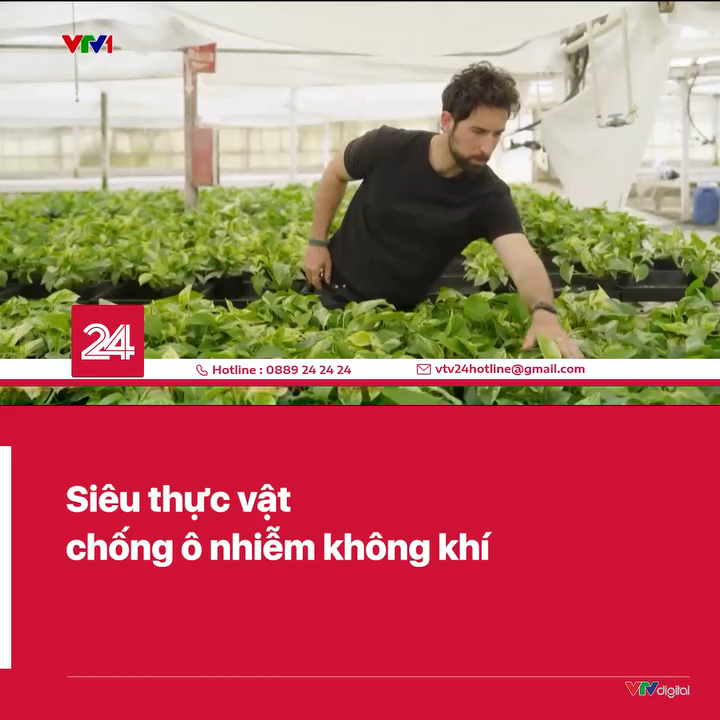 VTV1
24
Hotline : 0889 24 24 24
vtv24hotline@gmail.com
Siêu thực vật
chống ô nhiễm không khí
VTVdigital